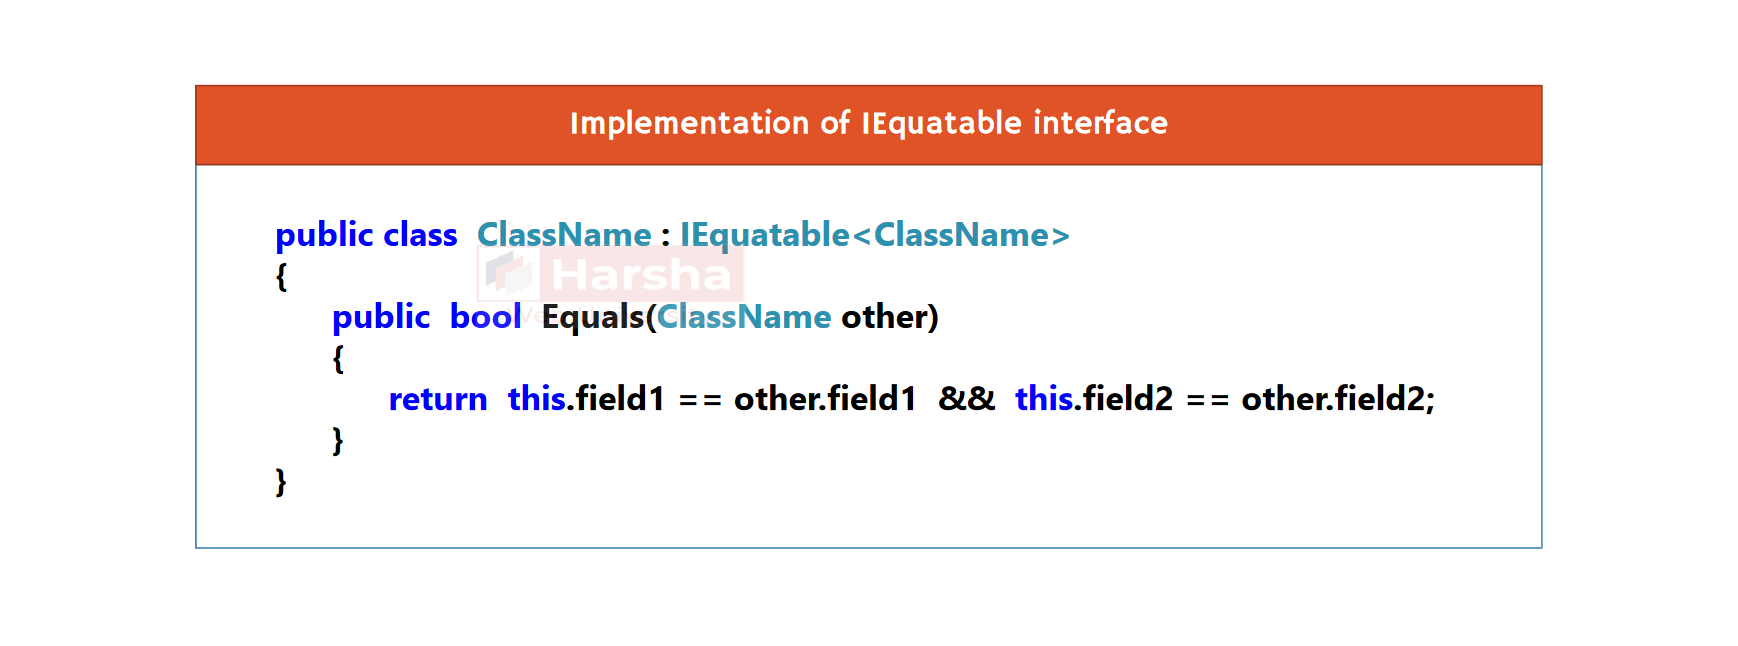 Implementation of IEquatable interface
public class ClassName : IEquatable<ClassName>
{
Harsha
public bool Equals(ClassName other)
{
return this.field1 == other.field1 && this.field2 == other.field2;
}
}